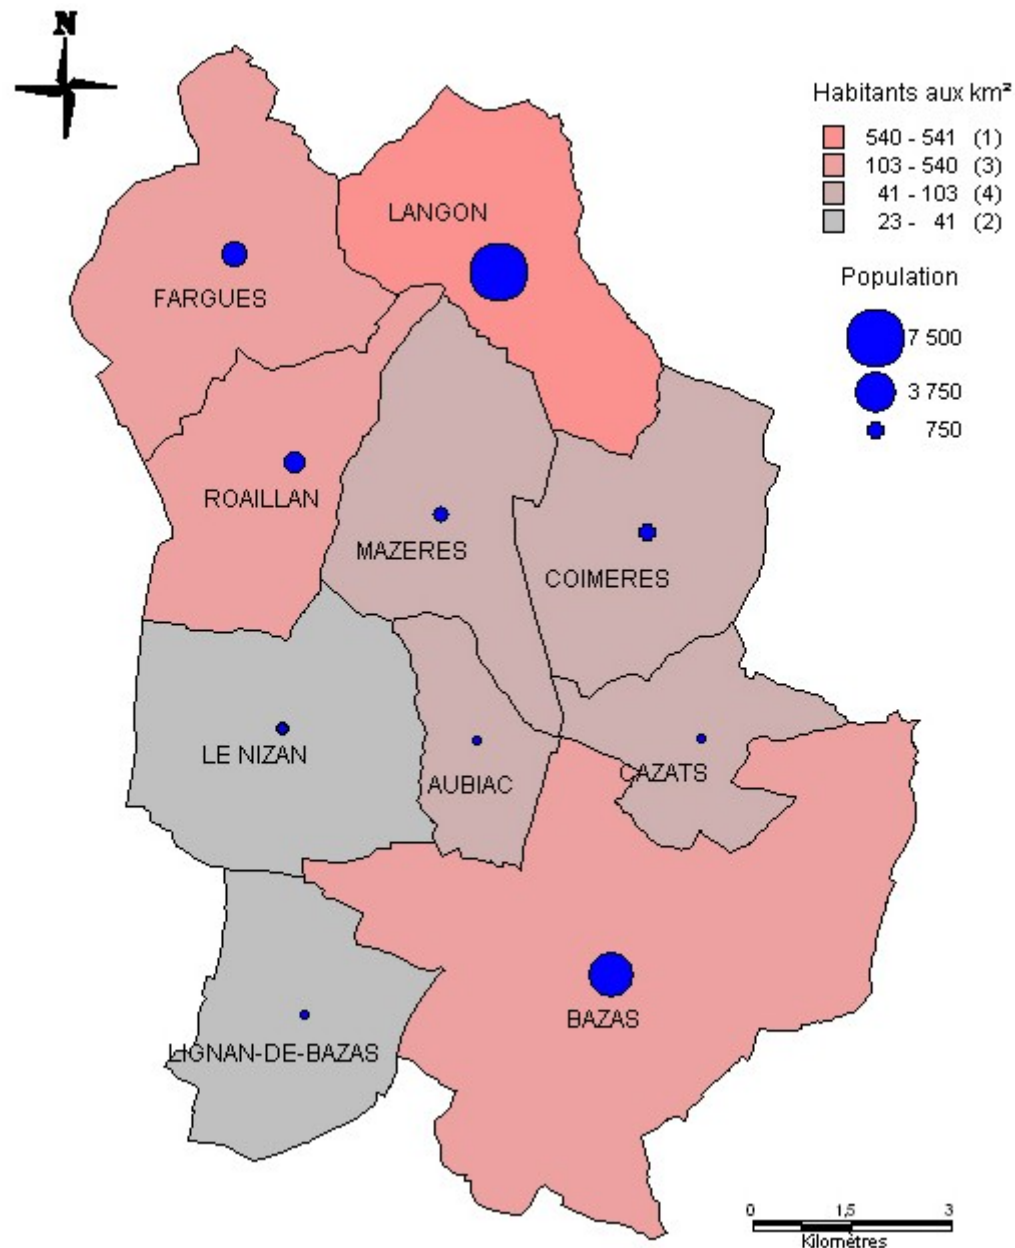 N
Habitants aux km²
540 - 541 (1)
103 - 540 (3)
41 - 103 (4)
23 - 41 (2)
LANGON
Population
FARGUES
7 500
3 750
750
ROAILLAN
MAZERES
COIMERES
LE NIZAN
CAZATS
AUBIAC
BAZAS
LIGNAN-DE-BAZAS
0 1,5 3
Kilomètres